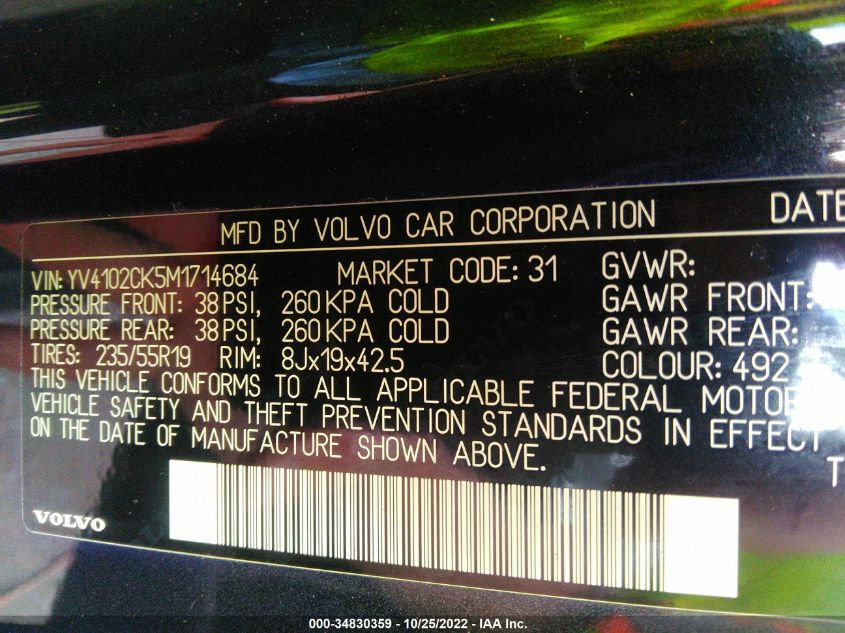 MFD BY VOLVO CAR CORPORATION DATE
VIN: YV4102CK5M1714684 MARKET CODE: 31 GVWR:
PRESSURE FRONT: 38 PSI, 260 KPA COLD GAWR FRONT:
PRESSURE REAR: 38 PSI, 260 KPA COLD GAWR REAR:
TIRES: 235/55R19 RIM: 8Jx19x42.5 COLOUR: 492
THIS VEHICLE CONFORMS TO ALL APPLICABLE FEDERAL MOTOR
VEHICLE SAFETY AND THEFT PREVENTION STANDARDS IN EFFECT
ON THE DATE OF MANUFACTURE SHOWN ABOVE.
T
VOLVO
000-34830359 - 10/25/2022 - IAA Inc.